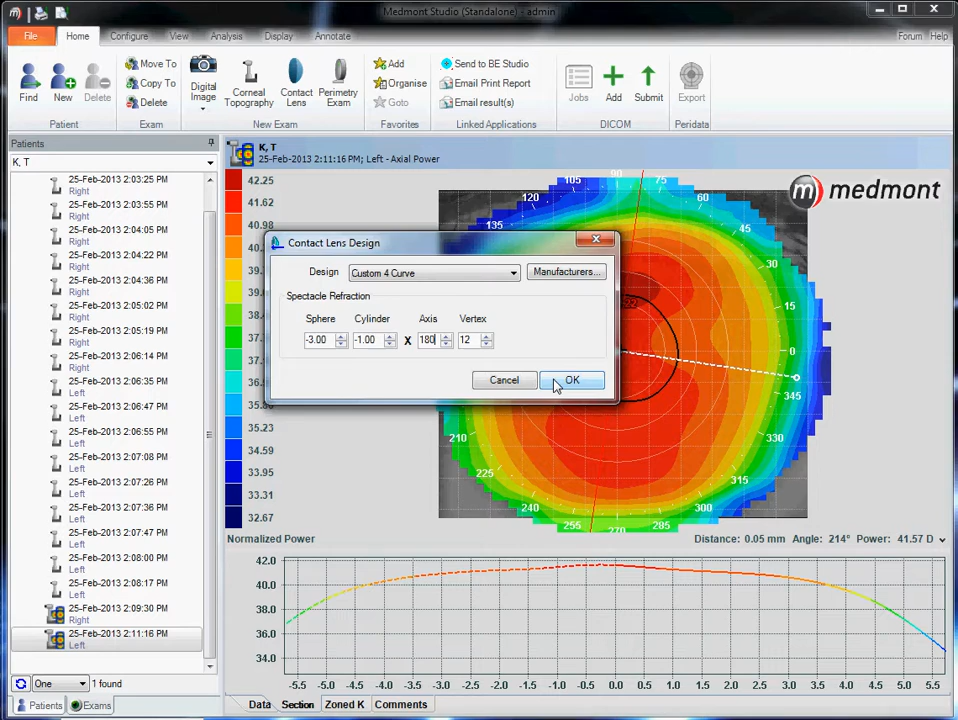 Medmont Studio (Standalone) - admin
File Home Configure View Analysis Display Annotate Forum Help
Find New Delete
Move To
Copy To
Delete
Digital Image
Corneal Topography
Contact Lens
Perimetry Exam
Add
Organise
Goto
Send to BE Studio
Email Print Report
Email result(s)
Jobs Add Submit
Export
Patient Exam New Exam Favorites Linked Applications DICOM Peridata
Patients
K, T
25-Feb-2013 2:03:25 PM
Right
25-Feb-2013 2:03:55 PM
Right
25-Feb-2013 2:04:05 PM
Right
25-Feb-2013 2:04:22 PM
Right
25-Feb-2013 2:04:36 PM
Right
25-Feb-2013 2:05:02 PM
Right
25-Feb-2013 2:05:19 PM
Right
25-Feb-2013 2:06:14 PM
Left
25-Feb-2013 2:06:47 PM
Left
25-Feb-2013 2:06:55 PM
Left
25-Feb-2013 2:07:08 PM
Left
25-Feb-2013 2:07:26 PM
Left
25-Feb-2013 2:07:36 PM
Left
25-Feb-2013 2:07:47 PM
Left
25-Feb-2013 2:08:00 PM
Left
25-Feb-2013 2:08:17 PM
Left
25-Feb-2013 2:09:30 PM
Right
25-Feb-2013 2:11:16 PM
Left
One 1 found
Patients Exams
K, T
25-Feb-2013 2:11:16 PM; Left - Axial Power
medmont
42.25
41.62
40.98
35.23
34.59
33.95
33.31
32.67
105 90 75
135 60
45
30
15
0
345
330
315
300
285
270
255
240
225
210
Contact Lens Design
Design Custom 4 Curve Manufacturers...
Spectacle Refraction
Sphere Cylinder Axis Vertex
-3.00 -1.00 X 180 12
Cancel OK
Normalized Power Distance: 0.05 mm Angle: 214° Power: 41.57 D
42.0
40.0
38.0
36.0
34.0
-5.5 -5.0 -4.5 -4.0 -3.5 -3.0 -2.5 -2.0 -1.5 -1.0 -0.5 0.0 0.5 1.0 1.5 2.0 2.5 3.0 3.5 4.0 4.5 5.0 5.5
Data Section Zoned K Comments